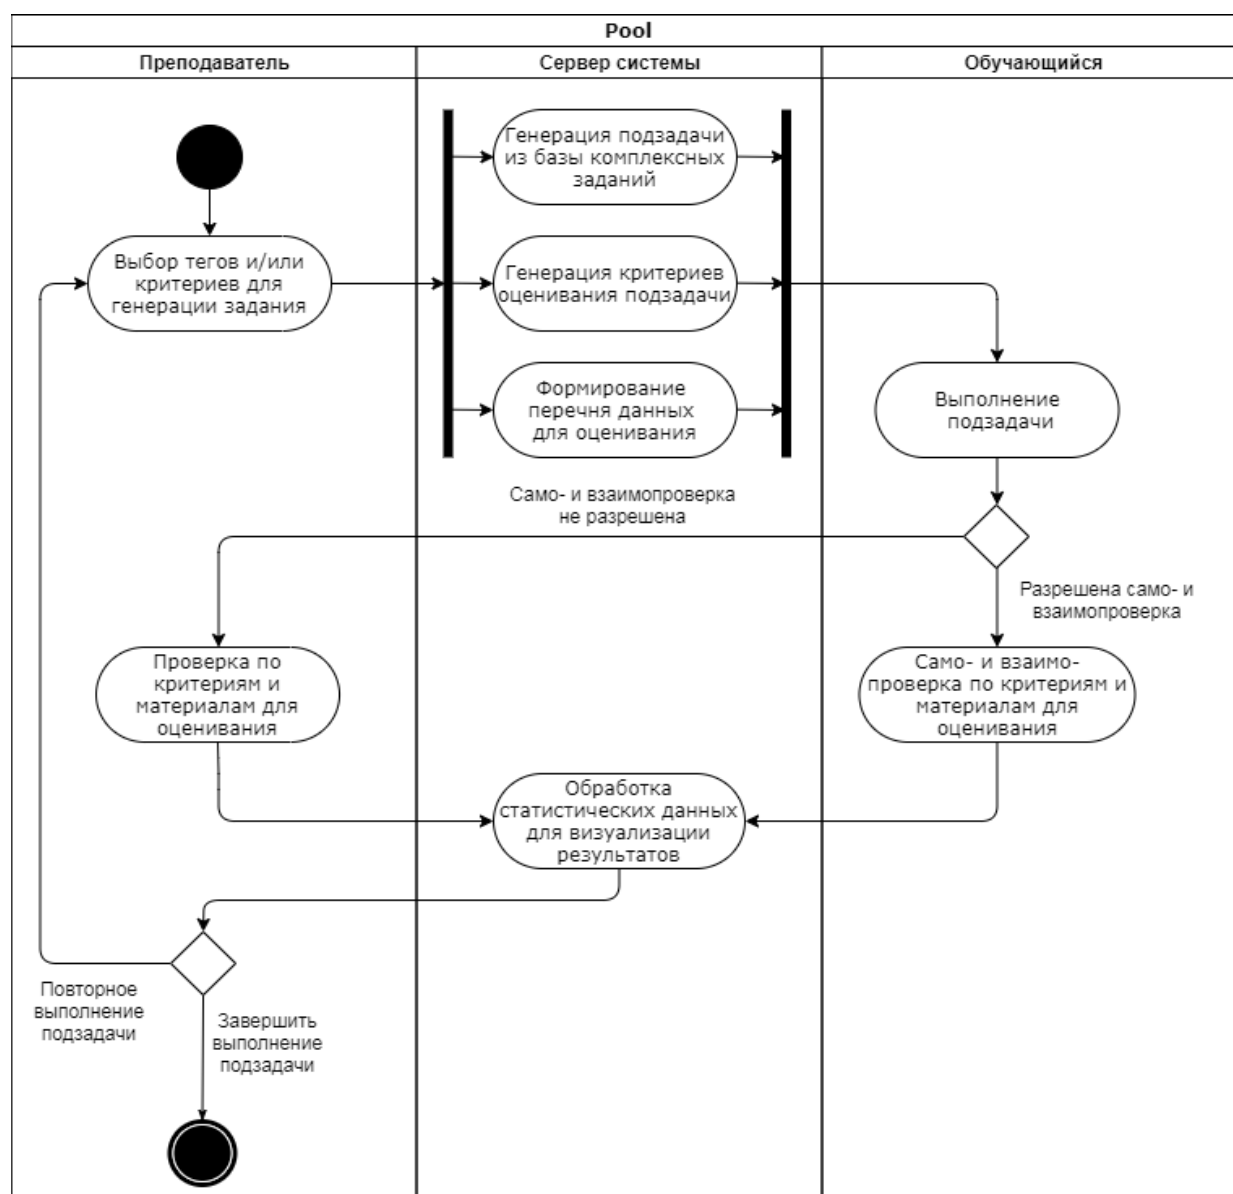 Pool
Преподаватель
Сервер системы
Обучающийся
Генерация подзадачи
из базы комплексных
заданий
Выбор тегов и/или
критериев для
генерации задания
Генерация критериев
оценивания подзадачи
Формирование
перечня данных
для оценивания
Выполнение
подзадачи
Само- и взаимопроверка
не разрешена
Разрешена само- и
взаимопроверка
Проверка по
критериям и
материалам для
оценивания
Само- и взаимо-
проверка по критериям и
материалам для
оценивания
Обработка
статистических данных
для визуализации
результатов
Повторное
выполнение
подзадачи
Завершить
выполнение
подзадачи